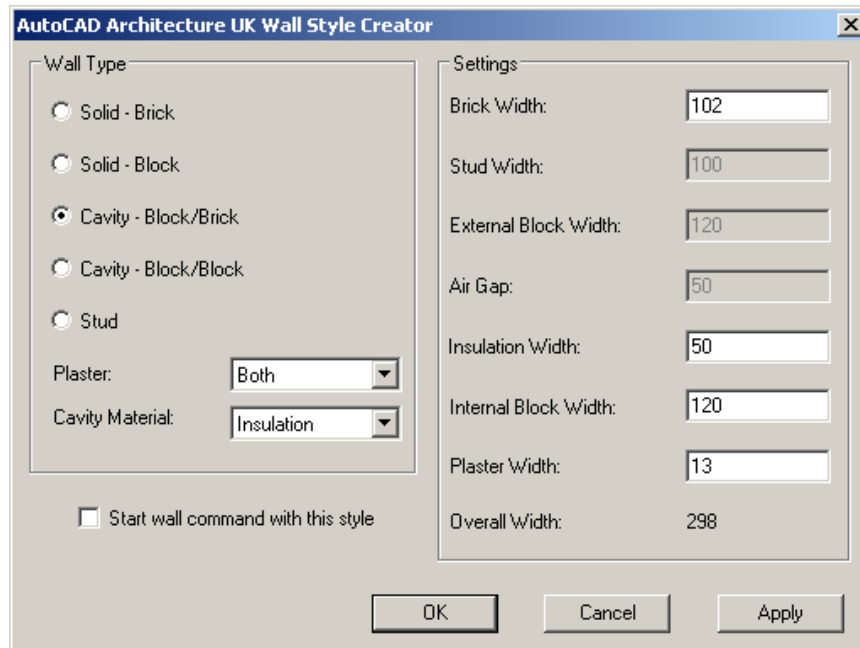 AutoCAD Architecture UK Wall Style Creator
Wall Type
Solid - Brick
Solid - Block
Cavity - Block/Brick
Cavity - Block/Block
Stud
Plaster: Both
Cavity Material: Insulation
Start wall command with this style
Settings
Brick Width: 102
Stud Width: 100
External Block Width: 120
Air Gap: 50
Insulation Width: 50
Internal Block Width: 120
Plaster Width: 13
Overall Width: 298
OK Cancel Apply